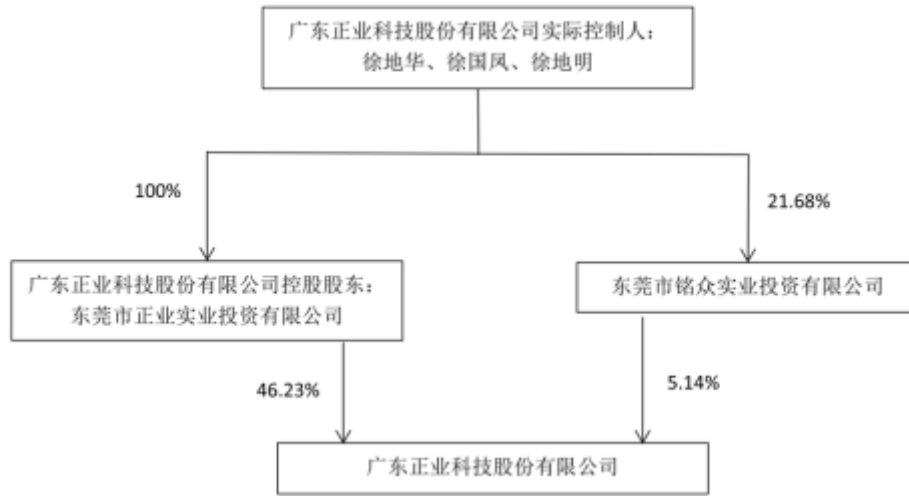 广东正业科技股份有限公司实际控制人：
徐地华、徐国凤、徐地明
100%
21.68%
广东正业科技股份有限公司控股股东：
东莞市正业实业投资有限公司
东莞市铭众实业投资有限公司
46.23%
5.14%
广东正业科技股份有限公司